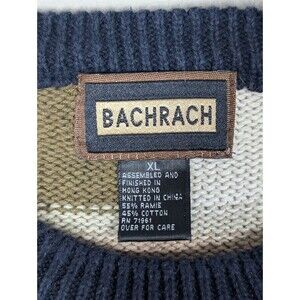 BACHRACH
XL
ASSEMBLED AND
FINISHED IN
HONG KONG
KNITTED IN CHINA
55% RAMIE
45% COTTON
RN 71961
OVER FOR CARE